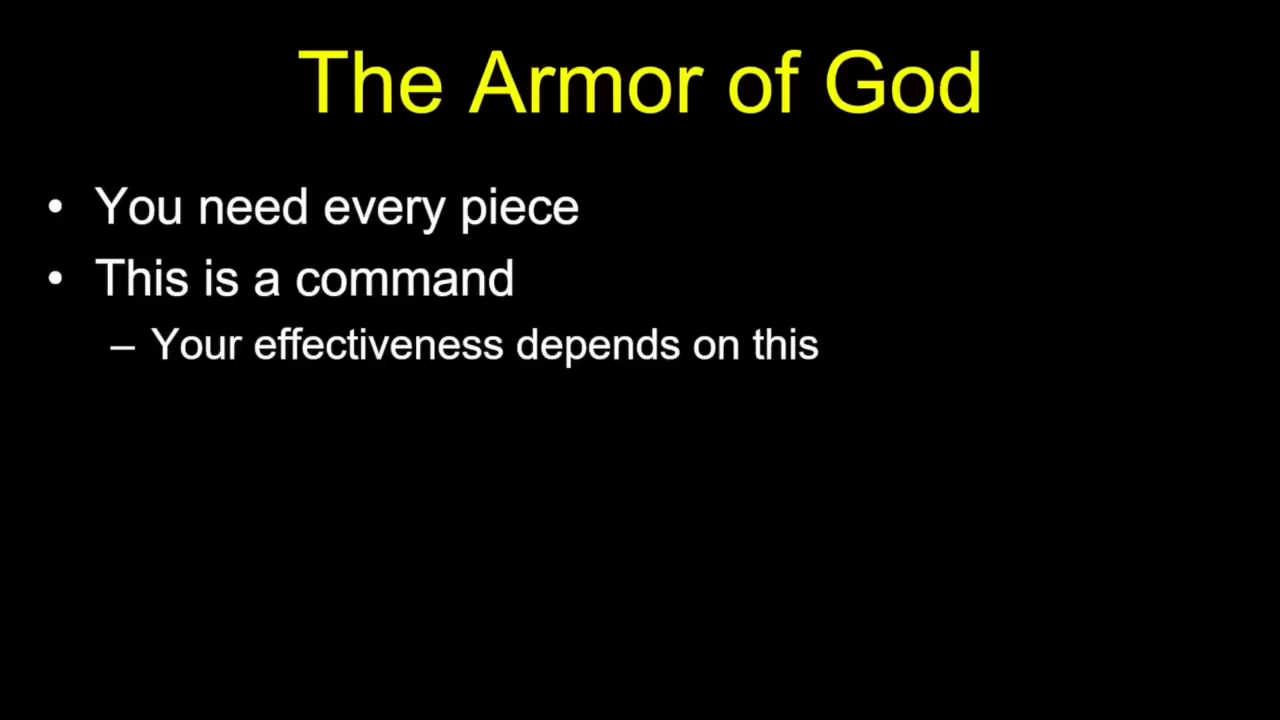 The Armor of God
• You need every piece
• This is a command
– Your effectiveness depends on this